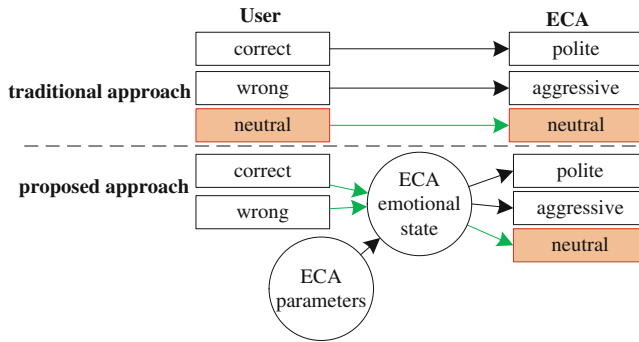 User ECA
correct polite
traditional approach wrong aggressive
neutral neutral
proposed approach correct ECA emotional state polite
wrong aggressive
neutral
ECA parameters